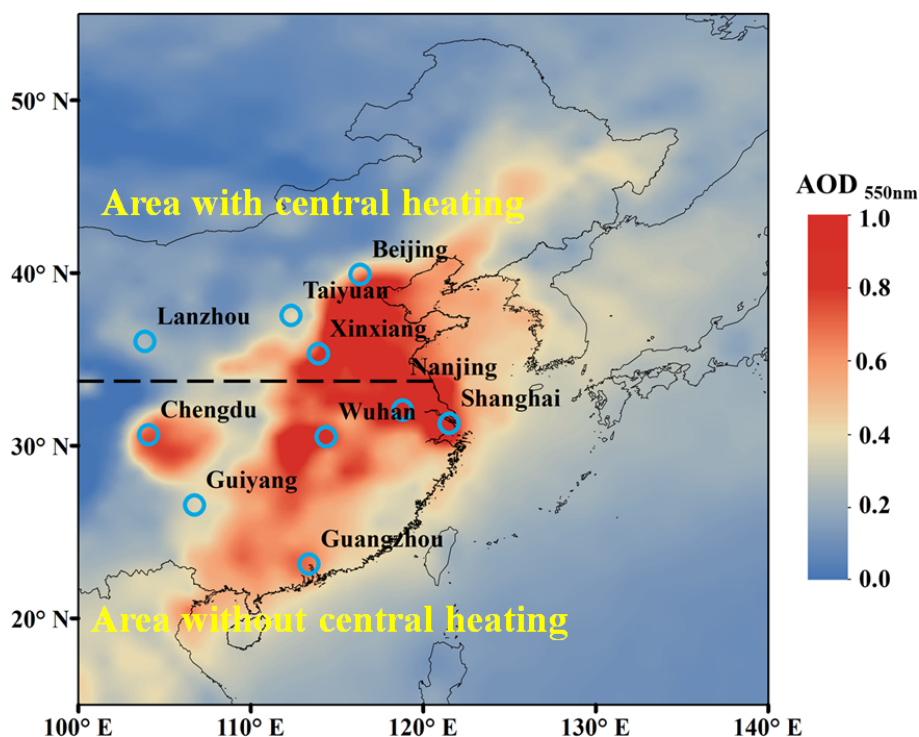 50° N
Area with central heating
AOD 550nm
1.0
Beijing
40° N
Taiyuan
0.8
Lanzhou
Xinxiang
Nanjing
0.6
Chengdu
Wuhan
Shanghai
30° N
0.4
Guiyang
0.2
Guangzhou
0.0
20° N
Area without central heating
100° E
110° E
120° E
130° E
140° E